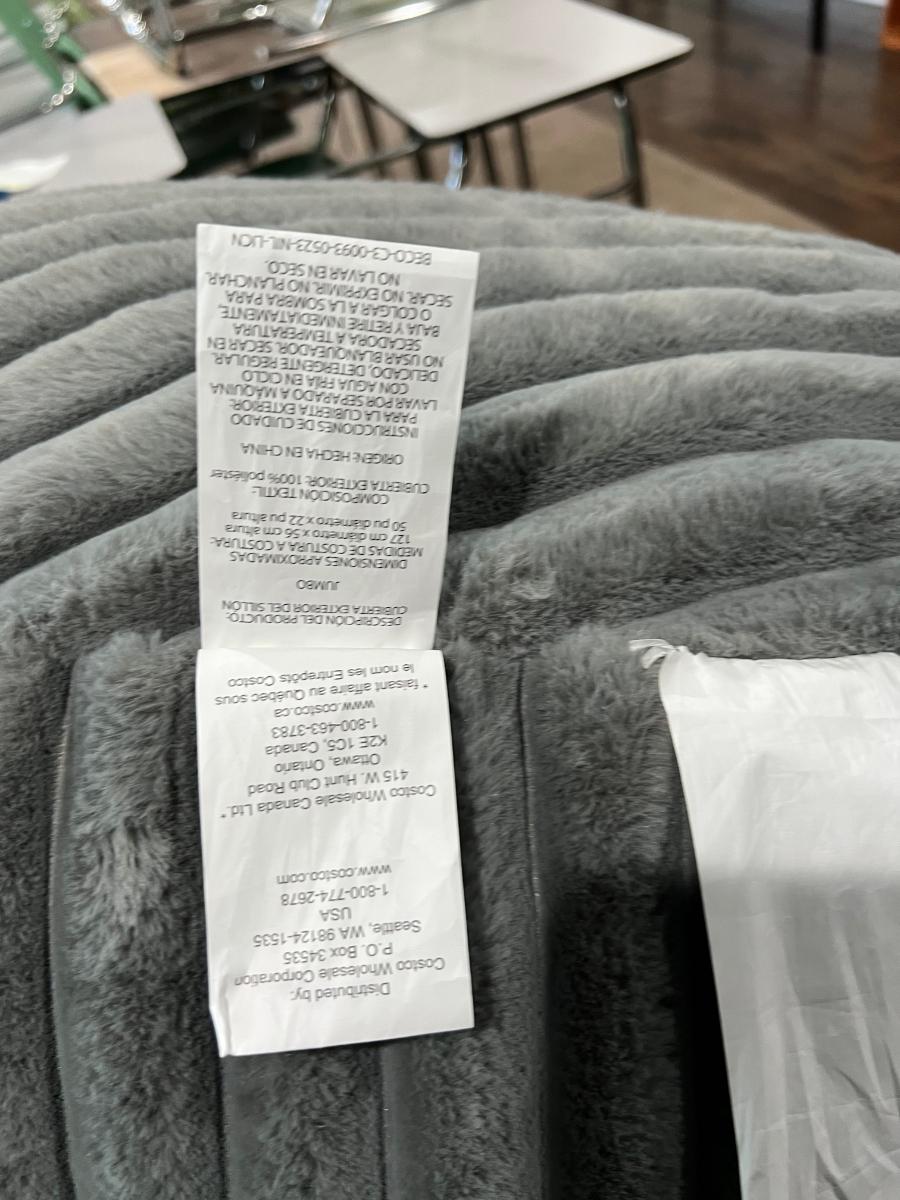 Distributed by:
Costco Wholesale Corporation
P.O. Box 34535
Seattle, WA 98124-1535
USA
1-800-774-2678
www.costco.com
Costco Wholesale Canada Ltd.*
415 W. Hunt Club Road
Ottawa, Ontario
K2E 1C5, Canada
1-800-463-3783
www.costco.ca
* faisant affaire au Québec sous
le nom les Entrepôts Costco
DESCRIPCIÓN DEL PRODUCTO:
CUBIERTA EXTERIOR DEL SILLÓN
JUMBO
DIMENSIONES APROXIMADAS
MEDIDAS DE COSTURA A COSTURA:
127 cm diámetro x 56 cm altura
50 pu diámetro x 22 pu altura
COMPOSICIÓN TEXTIL:
CUBIERTA EXTERIOR: 100% poliéster
ORIGEN: HECHA EN CHINA
INSTRUCCIONES DE CUIDADO
PARA LA CUBIERTA EXTERIOR:
LAVAR POR SEPARADO A MÁQUINA
CON AGUA FRÍA EN CICLO
DELICADO, DETERGENTE REGULAR.
NO USAR BLANQUEADOR. SECAR EN
SECADORA A TEMPERATURA
BAJA Y RETIRE INMEDIATAMENTE,
O COLGAR A LA SOMBRA PARA
SECAR. NO EXPRIMIR. NO PLANCHAR.
NO LAVAR EN SECO.
BECO-C3-0093-0523-NIL-LICN